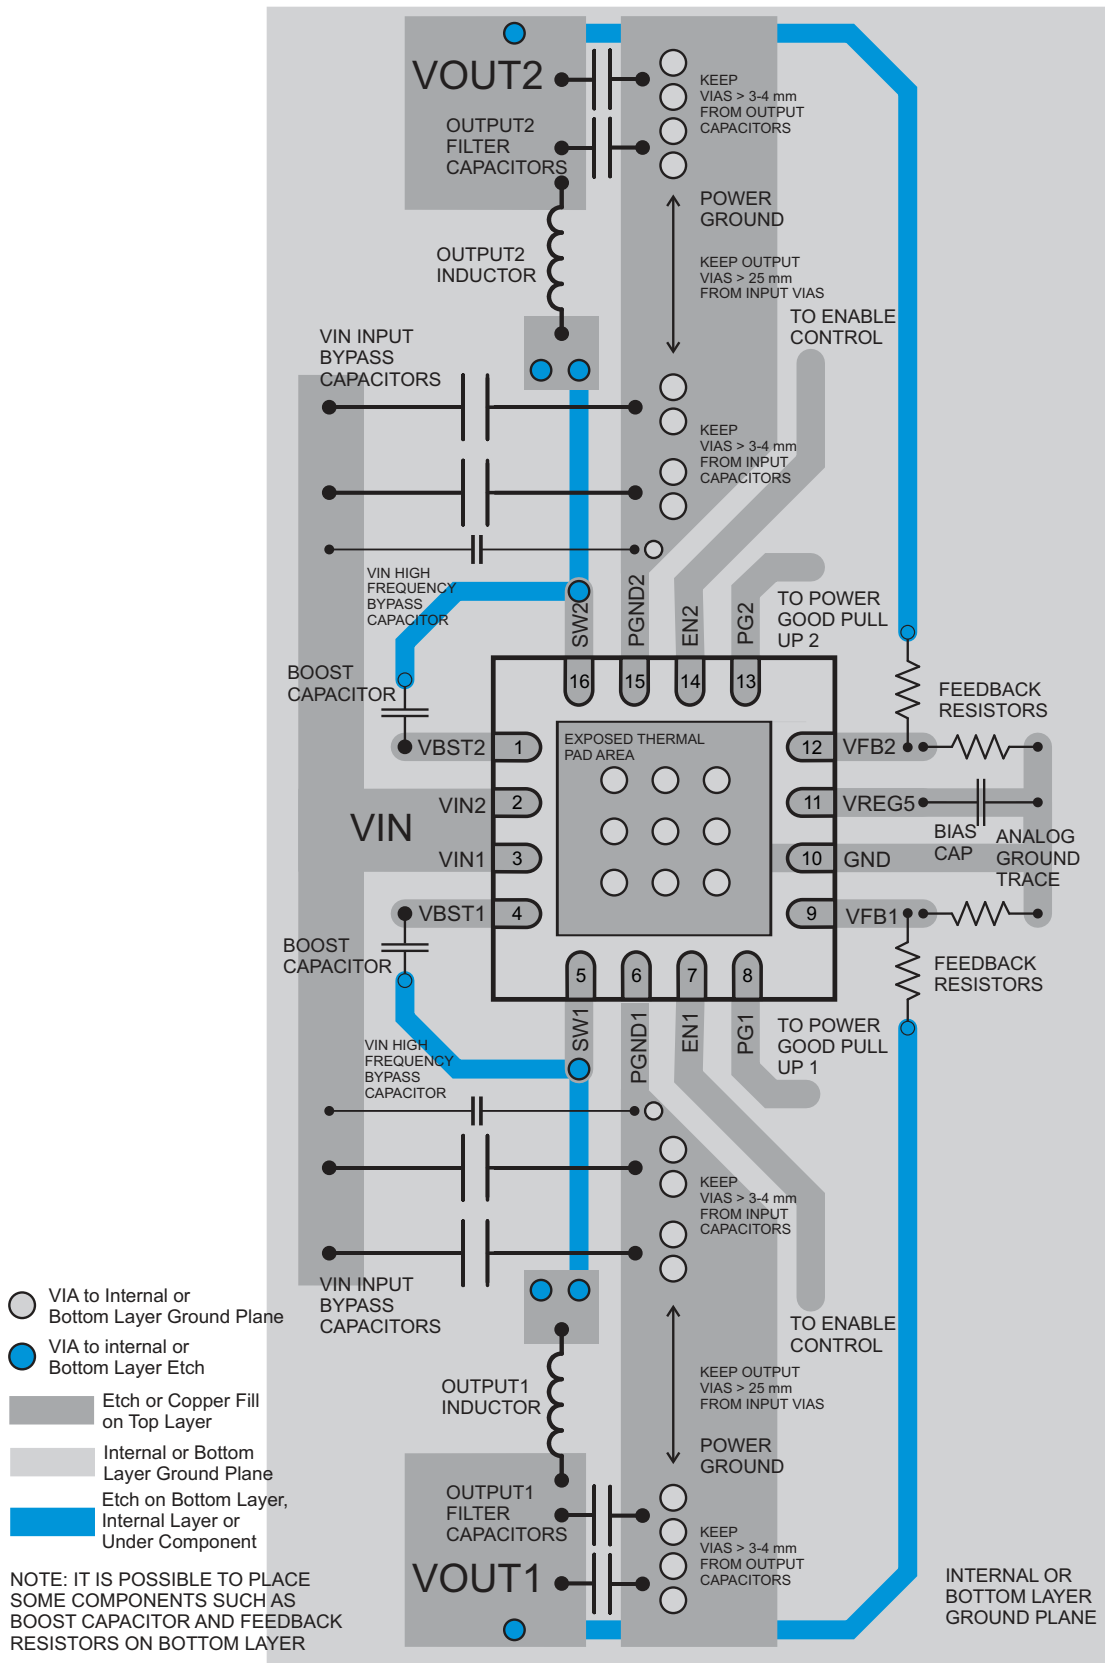 VOUT2
KEEP
VIAS > 3-4 mm
FROM OUTPUT
CAPACITORS
OUTPUT2
FILTER
CAPACITORS
POWER
GROUND
OUTPUT2
INDUCTOR
KEEP OUTPUT
VIAS > 25 mm
FROM INPUT VIAS
TO ENABLE
CONTROL
VIN INPUT
BYPASS
CAPACITORS
KEEP
VIAS > 3-4 mm
FROM INPUT
CAPACITORS
VIN HIGH
FREQUENCY
BYPASS
CAPACITOR
SW2
PGND2
EN2
PG2
TO POWER
GOOD PULL
UP 2
BOOST
CAPACITOR
16
15
14
13
FEEDBACK
RESISTORS
VBST2
1
EXPOSED THERMAL
PAD AREA
12
VFB2
VIN2
2
11
VREG5
VIN
BIAS
CAP
ANALOG
GROUND
TRACE
VIN1
3
10
GND
VBST1
4
9
VFB1
BOOST
CAPACITOR
5
6
7
8
FEEDBACK
RESISTORS
SW1
PGND1
EN1
PG1
TO POWER
GOOD PULL
UP 1
VIN HIGH
FREQUENCY
BYPASS
CAPACITOR
KEEP
VIAS > 3-4 mm
FROM INPUT
CAPACITORS
VIN INPUT
BYPASS
CAPACITORS
TO ENABLE
CONTROL
OUTPUT1
INDUCTOR
KEEP OUTPUT
VIAS > 25 mm
FROM INPUT VIAS
POWER
GROUND
OUTPUT1
FILTER
CAPACITORS
KEEP
VIAS > 3-4 mm
FROM OUTPUT
CAPACITORS
VOUT1
INTERNAL OR
BOTTOM LAYER
GROUND PLANE
VIA to Internal or
Bottom Layer Ground Plane
VIA to internal or
Bottom Layer Etch
Etch or Copper Fill
on Top Layer
Internal or Bottom
Layer Ground Plane
Etch on Bottom Layer,
Internal Layer or
Under Component
NOTE: IT IS POSSIBLE TO PLACE
SOME COMPONENTS SUCH AS
BOOST CAPACITOR AND FEEDBACK
RESISTORS ON BOTTOM LAYER